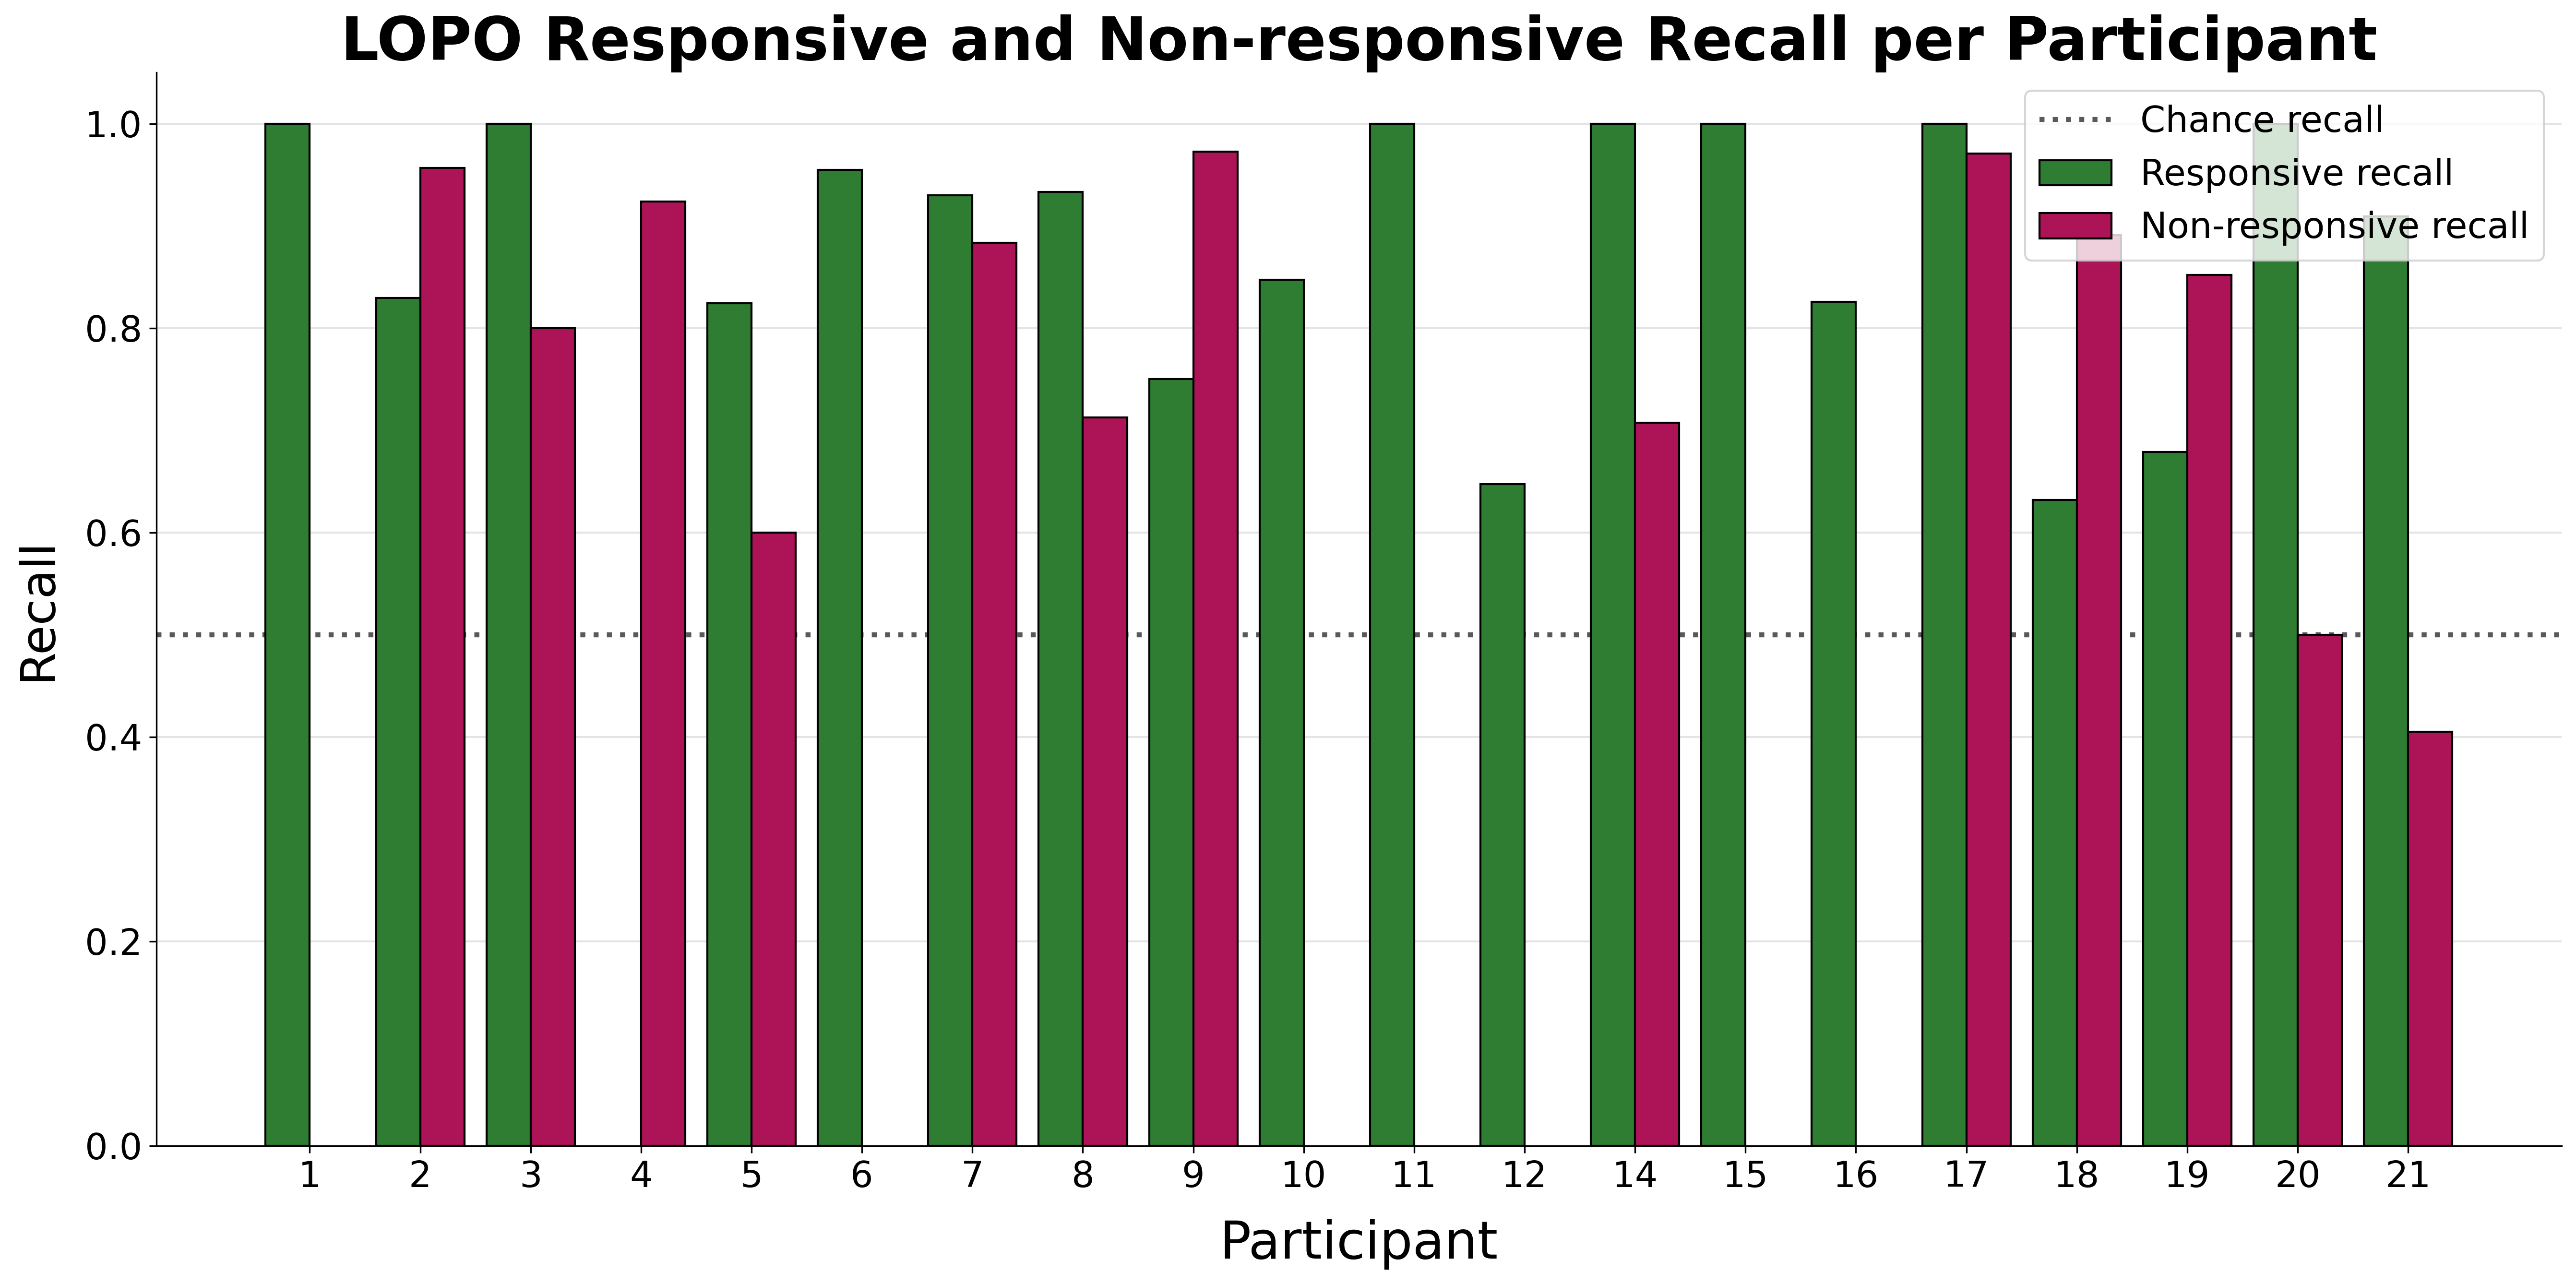 LOPO Responsive and Non-responsive Recall per Participant
Chance recall
Responsive recall
Non-responsive recall
1.0
0.8
0.6
0.4
0.2
0.0
Recall
1 2 3 4 5 6 7 8 9 10 11 12 14 15 16 17 18 19 20 21
Participant